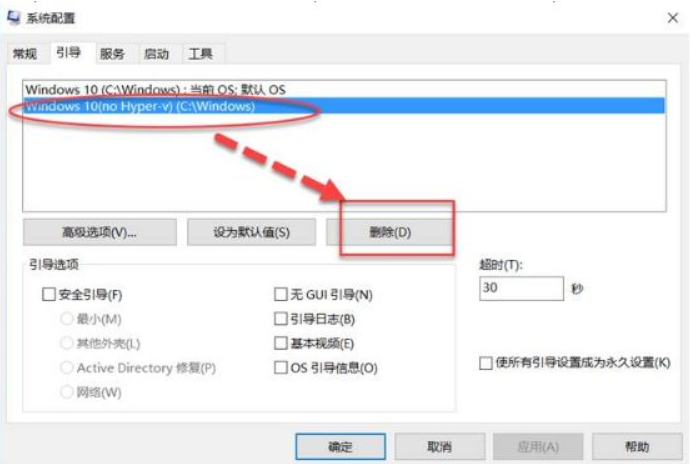 系统配置
常规 引导 服务 启动 工具
Windows 10 (C:\Windows) : 当前 OS; 默认 OS
Windows 10(no Hyper-v) (C:\Windows)
高级选项(V)... 设为默认值(S) 删除(D)
引导选项
超时(T):
安全引导(F) 无 GUI 引导(N) 30 秒
最小(M) 引导日志(B)
其他外壳(L) 基本视频(E)
Active Directory 修复(P) OS 引导信息(O) 使所有引导设置成为永久设置(K)
网络(W)
确定 取消 应用(A) 帮助